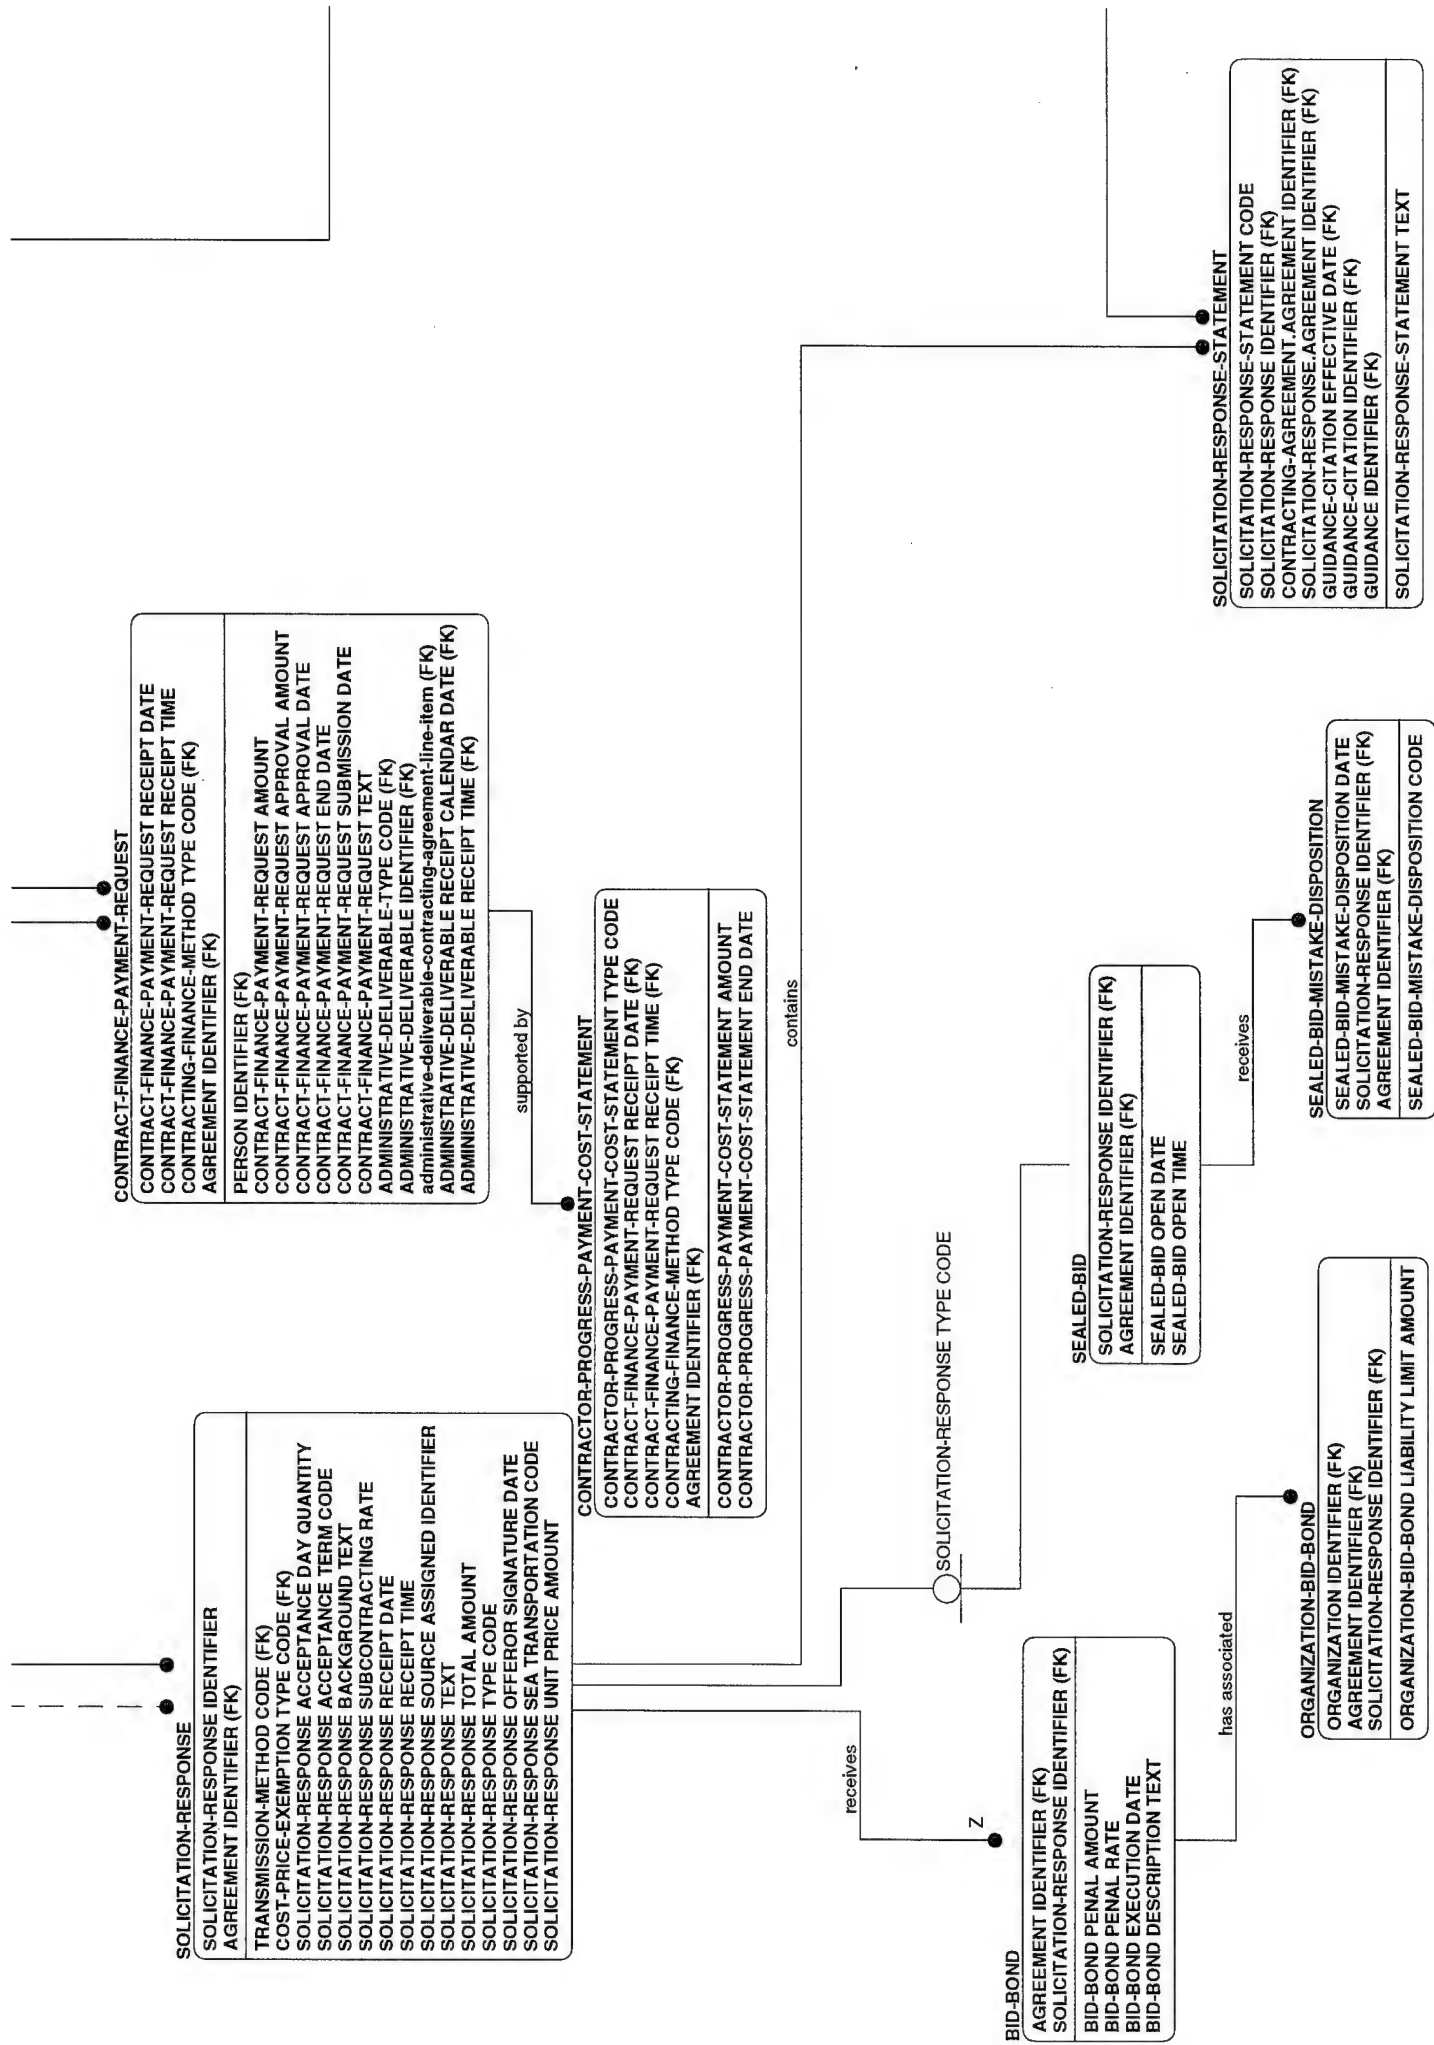 SOLICITATION-RESPONSE
SOLICITATION-RESPONSE IDENTIFIER
AGREEMENT IDENTIFIER (FK)
TRANSMISSION-METHOD CODE (FK)
COST-PRICE-EXEMPTION TYPE CODE (FK)
SOLICITATION-RESPONSE ACCEPTANCE DAY QUANTITY
SOLICITATION-RESPONSE ACCEPTANCE TERM CODE
SOLICITATION-RESPONSE BACKGROUND TEXT
SOLICITATION-RESPONSE SUBCONTRACTING RATE
SOLICITATION-RESPONSE RECEIPT DATE
SOLICITATION-RESPONSE RECEIPT TIME
SOLICITATION-RESPONSE SOURCE ASSIGNED IDENTIFIER
SOLICITATION-RESPONSE TEXT
SOLICITATION-RESPONSE TOTAL AMOUNT
SOLICITATION-RESPONSE TYPE CODE
SOLICITATION-RESPONSE OFFEROR SIGNATURE DATE
SOLICITATION-RESPONSE SEA TRANSPORTATION CODE
SOLICITATION-RESPONSE UNIT PRICE AMOUNT
CONTRACT-FINANCE-PAYMENT-REQUEST
CONTRACT-FINANCE-PAYMENT-REQUEST RECEIPT DATE
CONTRACT-FINANCE-PAYMENT-REQUEST RECEIPT TIME
CONTRACTING-FINANCE-METHOD TYPE CODE (FK)
AGREEMENT IDENTIFIER (FK)
PERSON IDENTIFIER (FK)
CONTRACT-FINANCE-PAYMENT-REQUEST AMOUNT
CONTRACT-FINANCE-PAYMENT-REQUEST APPROVAL AMOUNT
CONTRACT-FINANCE-PAYMENT-REQUEST APPROVAL DATE
CONTRACT-FINANCE-PAYMENT-REQUEST END DATE
CONTRACT-FINANCE-PAYMENT-REQUEST SUBMISSION DATE
CONTRACT-FINANCE-PAYMENT-REQUEST TEXT
ADMINISTRATIVE-DELIVERABLE-TYPE CODE (FK)
ADMINISTRATIVE-DELIVERABLE IDENTIFIER (FK)
administrative-deliverable-contracting-agreement-line-item (FK)
ADMINISTRATIVE-DELIVERABLE RECEIPT CALENDAR DATE (FK)
ADMINISTRATIVE-DELIVERABLE RECEIPT TIME (FK)
supported by
CONTRACTOR-PROGRESS-PAYMENT-COST-STATEMENT
CONTRACTOR-PROGRESS-PAYMENT-COST-STATEMENT TYPE CODE
CONTRACT-FINANCE-PAYMENT-REQUEST RECEIPT DATE (FK)
CONTRACT-FINANCE-PAYMENT-REQUEST RECEIPT TIME (FK)
CONTRACTING-FINANCE-METHOD TYPE CODE (FK)
AGREEMENT IDENTIFIER (FK)
CONTRACTOR-PROGRESS-PAYMENT-COST-STATEMENT AMOUNT
CONTRACTOR-PROGRESS-PAYMENT-COST-STATEMENT END DATE
contains
receives
Z
SOLICITATION-RESPONSE TYPE CODE
BID-BOND
AGREEMENT IDENTIFIER (FK)
SOLICITATION-RESPONSE IDENTIFIER (FK)
BID-BOND PENAL AMOUNT
BID-BOND PENAL RATE
BID-BOND EXECUTION DATE
BID-BOND DESCRIPTION TEXT
SEALED-BID
SOLICITATION-RESPONSE IDENTIFIER (FK)
AGREEMENT IDENTIFIER (FK)
SEALED-BID OPEN DATE
SEALED-BID OPEN TIME
SOLICITATION-RESPONSE-STATEMENT
SOLICITATION-RESPONSE-STATEMENT CODE
SOLICITATION-RESPONSE IDENTIFIER (FK)
CONTRACTING-AGREEMENT.AGREEMENT IDENTIFIER (FK)
SOLICITATION-RESPONSE.AGREEMENT IDENTIFIER (FK)
GUIDANCE-CITATION EFFECTIVE DATE (FK)
GUIDANCE-CITATION IDENTIFIER (FK)
GUIDANCE IDENTIFIER (FK)
SOLICITATION-RESPONSE-STATEMENT TEXT
has associated
receives
ORGANIZATION-BID-BOND
ORGANIZATION IDENTIFIER (FK)
AGREEMENT IDENTIFIER (FK)
SOLICITATION-RESPONSE IDENTIFIER (FK)
ORGANIZATION-BID-BOND LIABILITY LIMIT AMOUNT
SEALED-BID-MISTAKE-DISPOSITION
SEALED-BID-MISTAKE-DISPOSITION DATE
SOLICITATION-RESPONSE IDENTIFIER (FK)
AGREEMENT IDENTIFIER (FK)
SEALED-BID-MISTAKE-DISPOSITION CODE